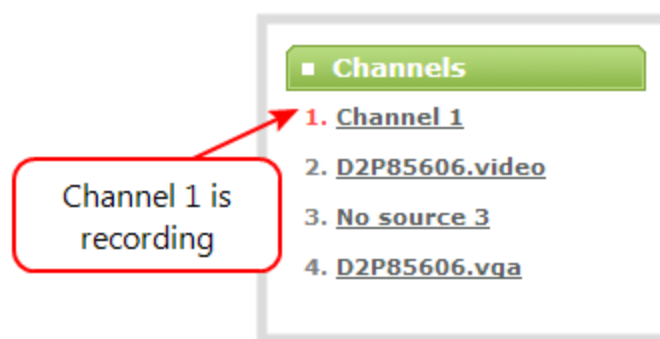 Channels
1. Channel 1
2. D2P85606.video
3. No source 3
4. D2P85606.vga
Channel 1 is
recording